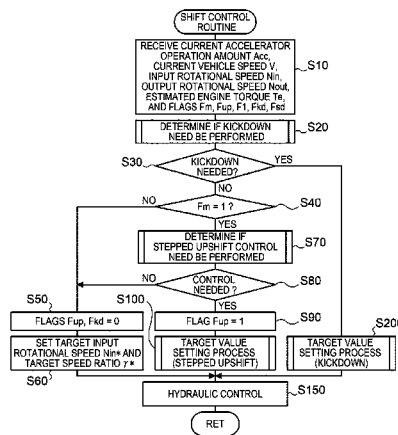 SHIFT CONTROL
ROUTINE
RECEIVE CURRENT ACCELERATOR
OPERATION AMOUNT Acc,
CURRENT VEHICLE SPEED V,
INPUT ROTATIONAL SPEED Nin,
OUTPUT ROTATIONAL SPEED Nout,
ESTIMATED ENGINE TORQUE Te,
AND FLAGS Fm, Fup, F1, Fkd, Fsd
S10
DETERMINE IF KICKDOWN
NEED BE PERFORMED
S20
S30
KICKDOWN
NEEDED?
YES
NO
S40
NO
Fm = 1 ?
YES
S70
DETERMINE IF
STEPPED UPSHIFT CONTROL
NEED BE PERFORMED
NO
S80
CONTROL
NEEDED ?
YES
S50
S100
S90
FLAGS Fup, Fkd = 0
FLAG Fup = 1
S200
SET TARGET INPUT
ROTATIONAL SPEED Nin* AND
TARGET SPEED RATIO γ*
S60
TARGET VALUE
SETTING PROCESS
(STEPPED UPSHIFT)
TARGET VALUE
SETTING PROCESS
(KICKDOWN)
S150
HYDRAULIC CONTROL
RET